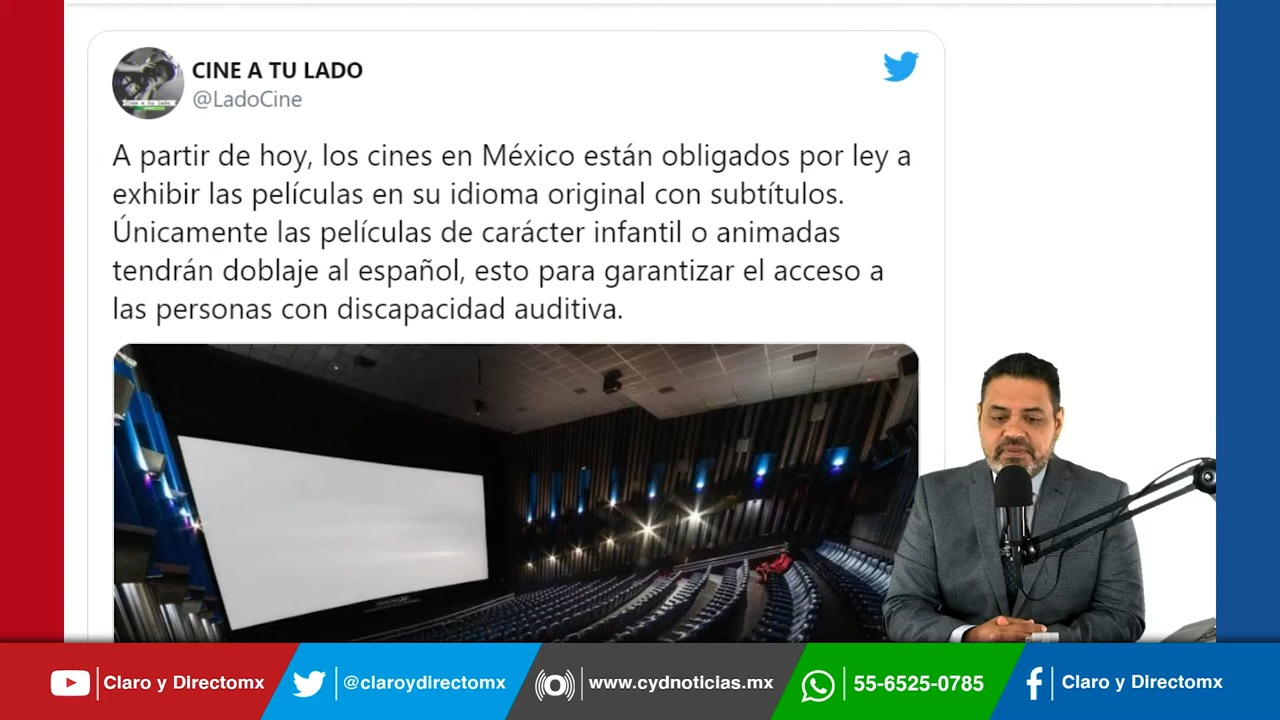 CINE A TU LADO
@LadoCine
A partir de hoy, los cines en México están obligados por ley a
exhibir las películas en su idioma original con subtítulos.
Únicamente las películas de carácter infantil o animadas
tendrán doblaje al español, esto para garantizar el acceso a
las personas con discapacidad auditiva.
Claro y Directomx
@claroydirectomx
www.cydnoticias.mx
55-6525-0785
Claro y Directomx